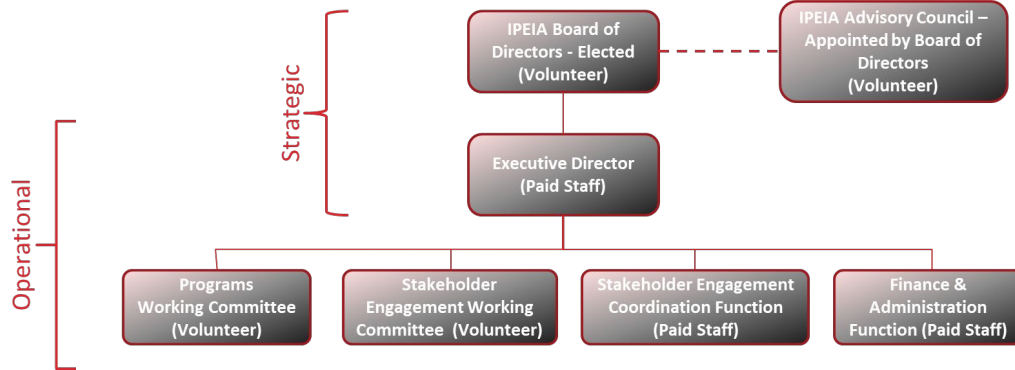 IPEIA Board of
Directors - Elected
(Volunteer)
IPEIA Advisory Council –
Appointed by Board of
Directors
(Volunteer)
Strategic
Executive Director
(Paid Staff)
Operational
Programs
Working Committee
(Volunteer)
Stakeholder
Engagement Working
Committee (Volunteer)
Stakeholder Engagement
Coordination Function
(Paid Staff)
Finance &
Administration
Function (Paid Staff)